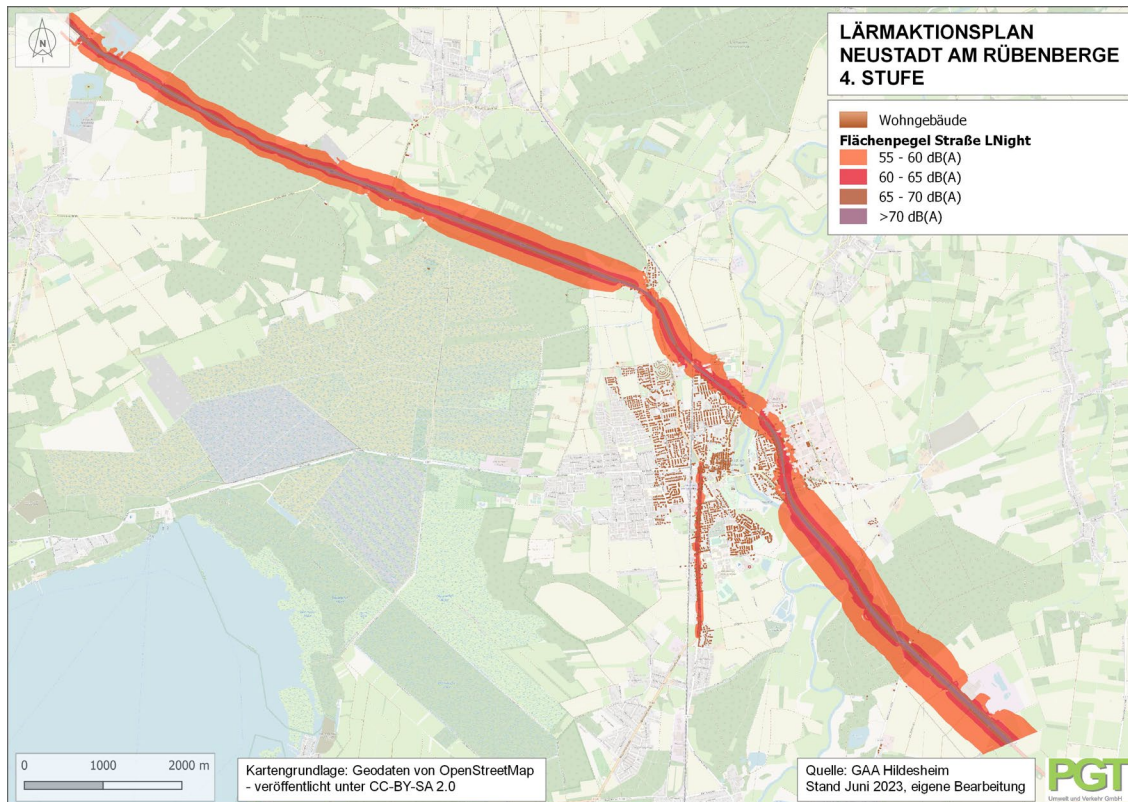 N
LÄRMAKTIONSPLAN
NEUSTADT AM RÜBENBERGE
4. STUFE
Wohngebäude
Flächenpegel Straße LNight
55 - 60 dB(A)
60 - 65 dB(A)
65 - 70 dB(A)
>70 dB(A)
0 1000 2000 m
Kartengrundlage: Geodaten von OpenStreetMap
- veröffentlicht unter CC-BY-SA 2.0
Quelle: GAA Hildesheim
Stand Juni 2023, eigene Bearbeitung
PGT
Umwelt und Verkehr GmbH